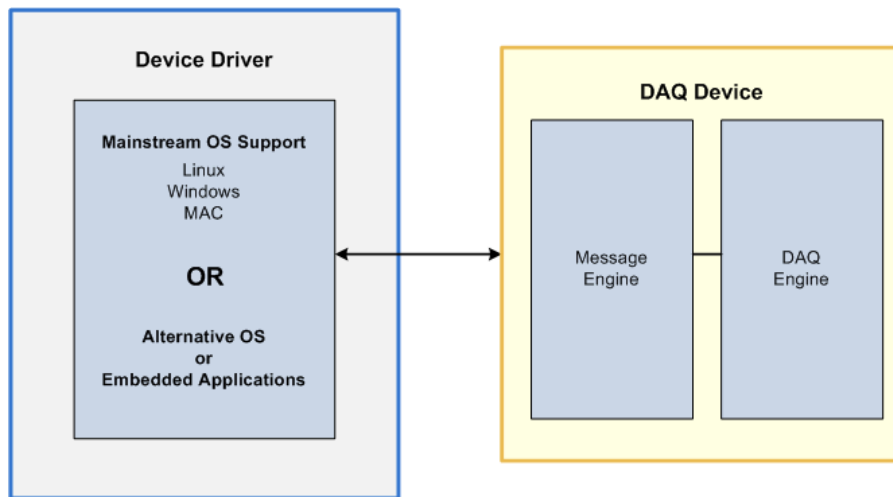 Device Driver
Mainstream OS Support
Linux
Windows
MAC
OR
Alternative OS
or
Embedded Applications
DAQ Device
Message
Engine
DAQ
Engine